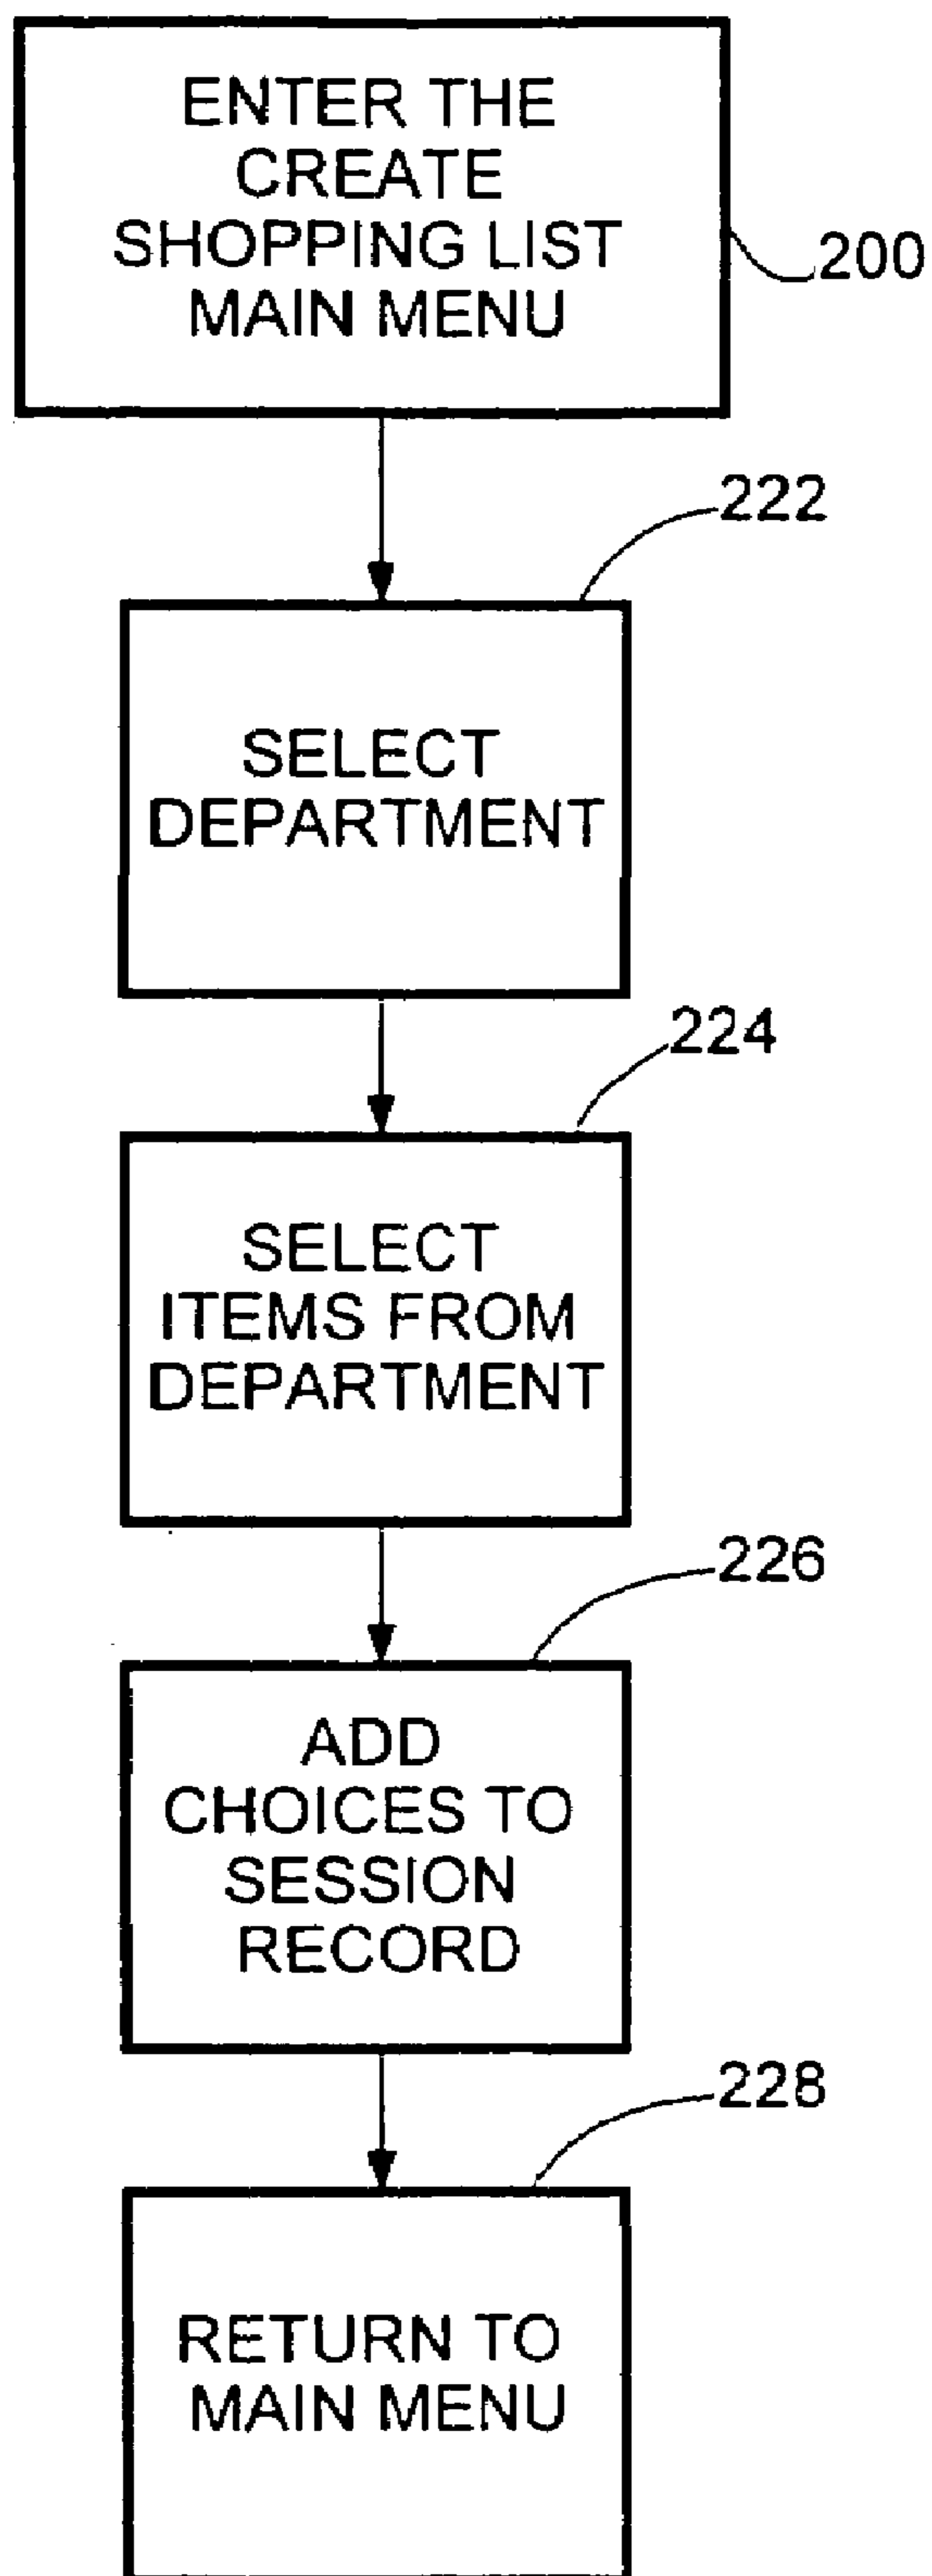 ENTER THE
CREATE
SHOPPING LIST
MAIN MENU
200
222
SELECT
DEPARTMENT
224
SELECT
ITEMS FROM
DEPARTMENT
226
ADD
CHOICES TO
SESSION
RECORD
228
RETURN TO
MAIN MENU